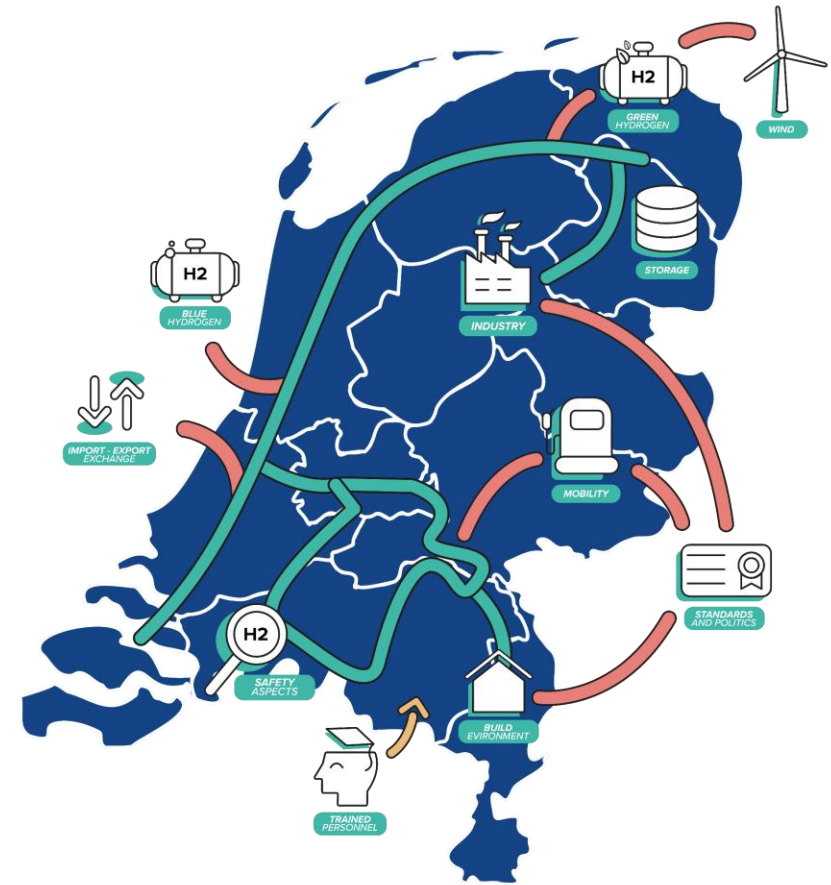 H2
GREEN
HYDROGEN
WIND
STORAGE
H2
BLUE
HYDROGEN
INDUSTRY
IMPORT - EXPORT
EXCHANGE
MOBILITY
STANDARDS
AND POLITICS
H2
SAFETY
ASPECTS
BUILD
EVIRONMENT
TRAINED
PERSONNEL